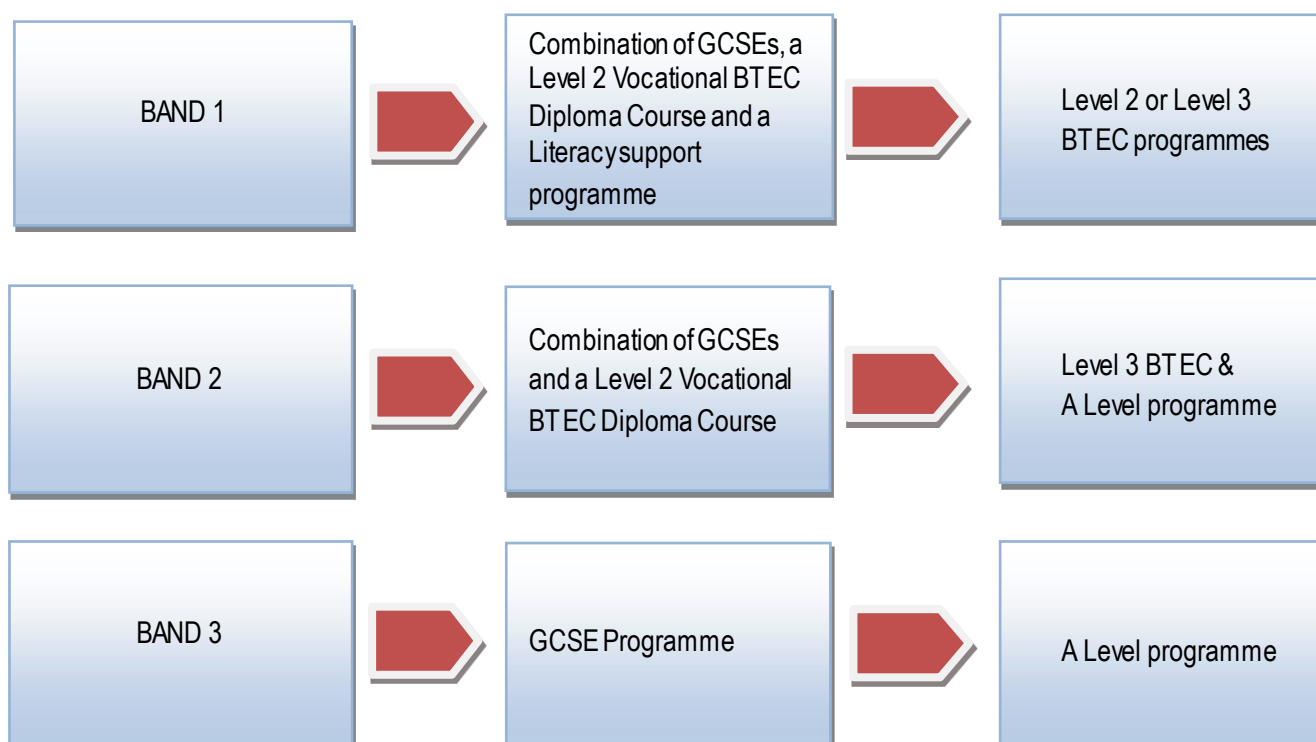 BAND 1
Combination of GCSEs, a
Level 2 Vocational BTEC
Diploma Course and a
Literacy support
programme
Level 2 or Level 3
BTEC programmes
BAND 2
Combination of GCSEs
and a Level 2 Vocational
BTEC Diploma Course
Level 3 BTEC &
A Level programme
BAND 3
GCSE Programme
A Level programme